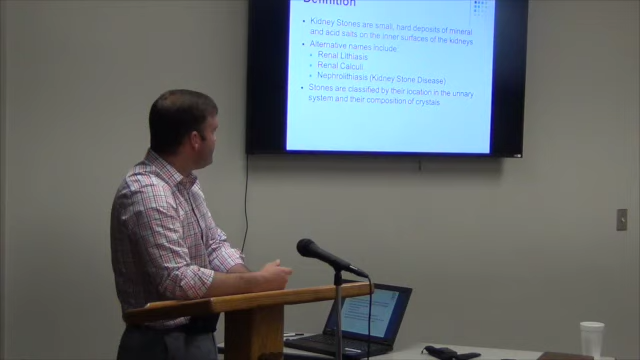 Definition
Kidney Stones are small, hard deposits of mineral
and acid salts on the inner surfaces of the kidneys
Alternative names include:
Renal Lithiasis
Renal Calculi
Nephrolithiasis (Kidney Stone Disease)
Stones are classified by their location in the urinary
system and their composition of crystals